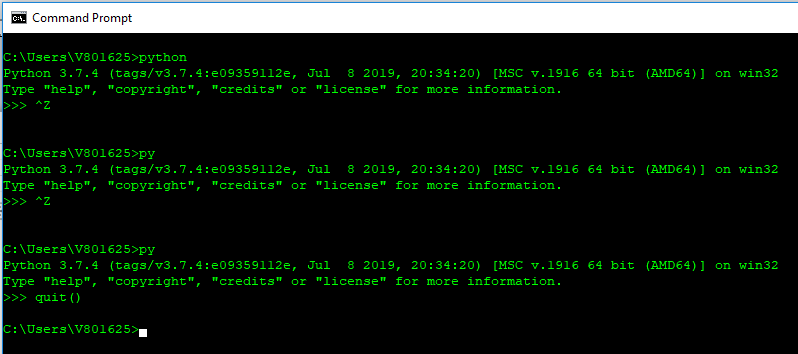 Command Prompt
C:\Users\V801625>python
Python 3.7.4 (tags/v3.7.4:e09359112e, Jul  8 2019, 20:34:20) [MSC v.1916 64 bit (AMD64)] on win32
Type "help", "copyright", "credits" or "license" for more information.
>>> ^Z
C:\Users\V801625>py
Python 3.7.4 (tags/v3.7.4:e09359112e, Jul  8 2019, 20:34:20) [MSC v.1916 64 bit (AMD64)] on win32
Type "help", "copyright", "credits" or "license" for more information.
>>> ^Z
C:\Users\V801625>py
Python 3.7.4 (tags/v3.7.4:e09359112e, Jul  8 2019, 20:34:20) [MSC v.1916 64 bit (AMD64)] on win32
Type "help", "copyright", "credits" or "license" for more information.
>>> quit()
C:\Users\V801625>